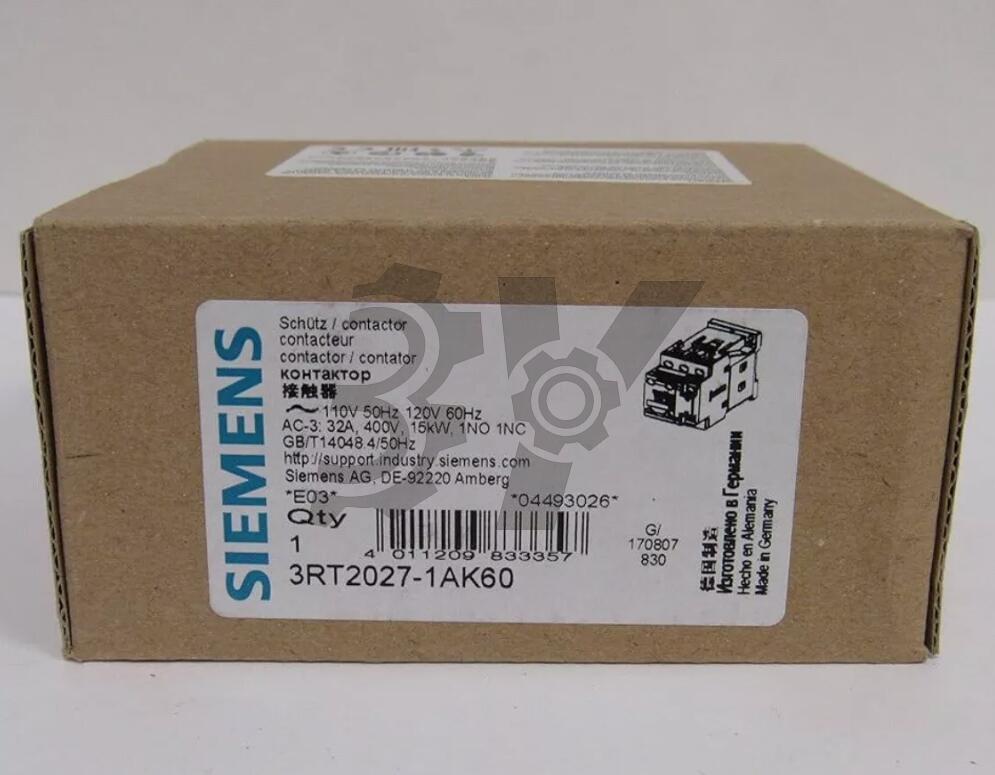 SIEMENS
Schütz / contactor
contacteur
contactor / contator
контактор
接触器
～ 110V 50Hz 120V 60Hz
AC-3: 32A, 400V, 15kW, 1NO 1NC
GB/T14048.4/50Hz
http://support.industry.siemens.com
Siemens AG, DE-92220 Amberg
*E03* *04493026*
Qty
1
4 011209 833357
3RT2027-1AK60
G/
170807
830
德国制造
Изготовлено в Германии
Hecho en Alemania
Made in Germany
3Y